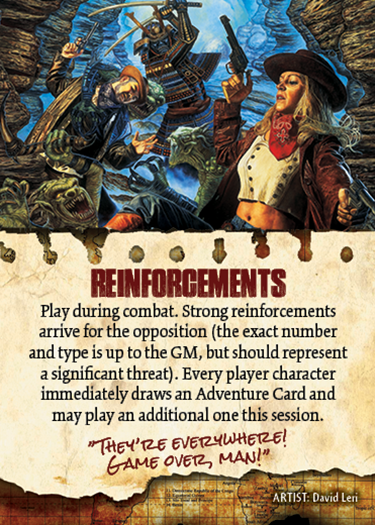 REINFORCEMENTS
Play during combat. Strong reinforcements
arrive for the opposition (the exact number
and type is up to the GM, but should represent
a significant threat). Every player character
immediately draws an Adventure Card and
may play an additional one this session.
"They're everywhere!
Game over, man!"
ARTIST: David Leri